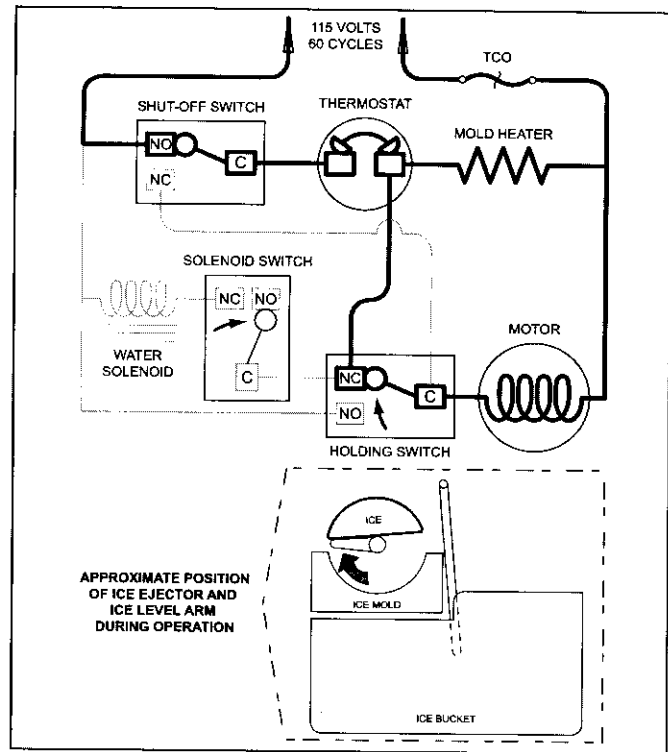 115 VOLTS
60 CYCLES
TCO
SHUT-OFF SWITCH
THERMOSTAT
MOLD HEATER
NO
C
NC
SOLENOID SWITCH
NC
NO
MOTOR
WATER
SOLENOID
C
NC
C
NO
HOLDING SWITCH
ICE
APPROXIMATE POSITION
OF ICE EJECTOR AND
ICE LEVEL ARM
DURING OPERATION
ICE MOLD
ICE BUCKET